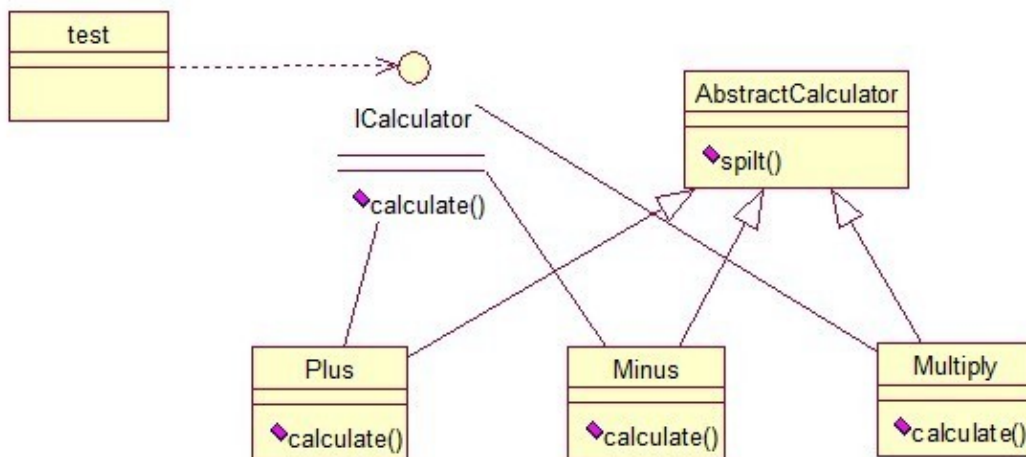 test
ICalculator
calculate()
AbstractCalculator
spilt()
Plus
calculate()
Minus
calculate()
Multiply
calculate()